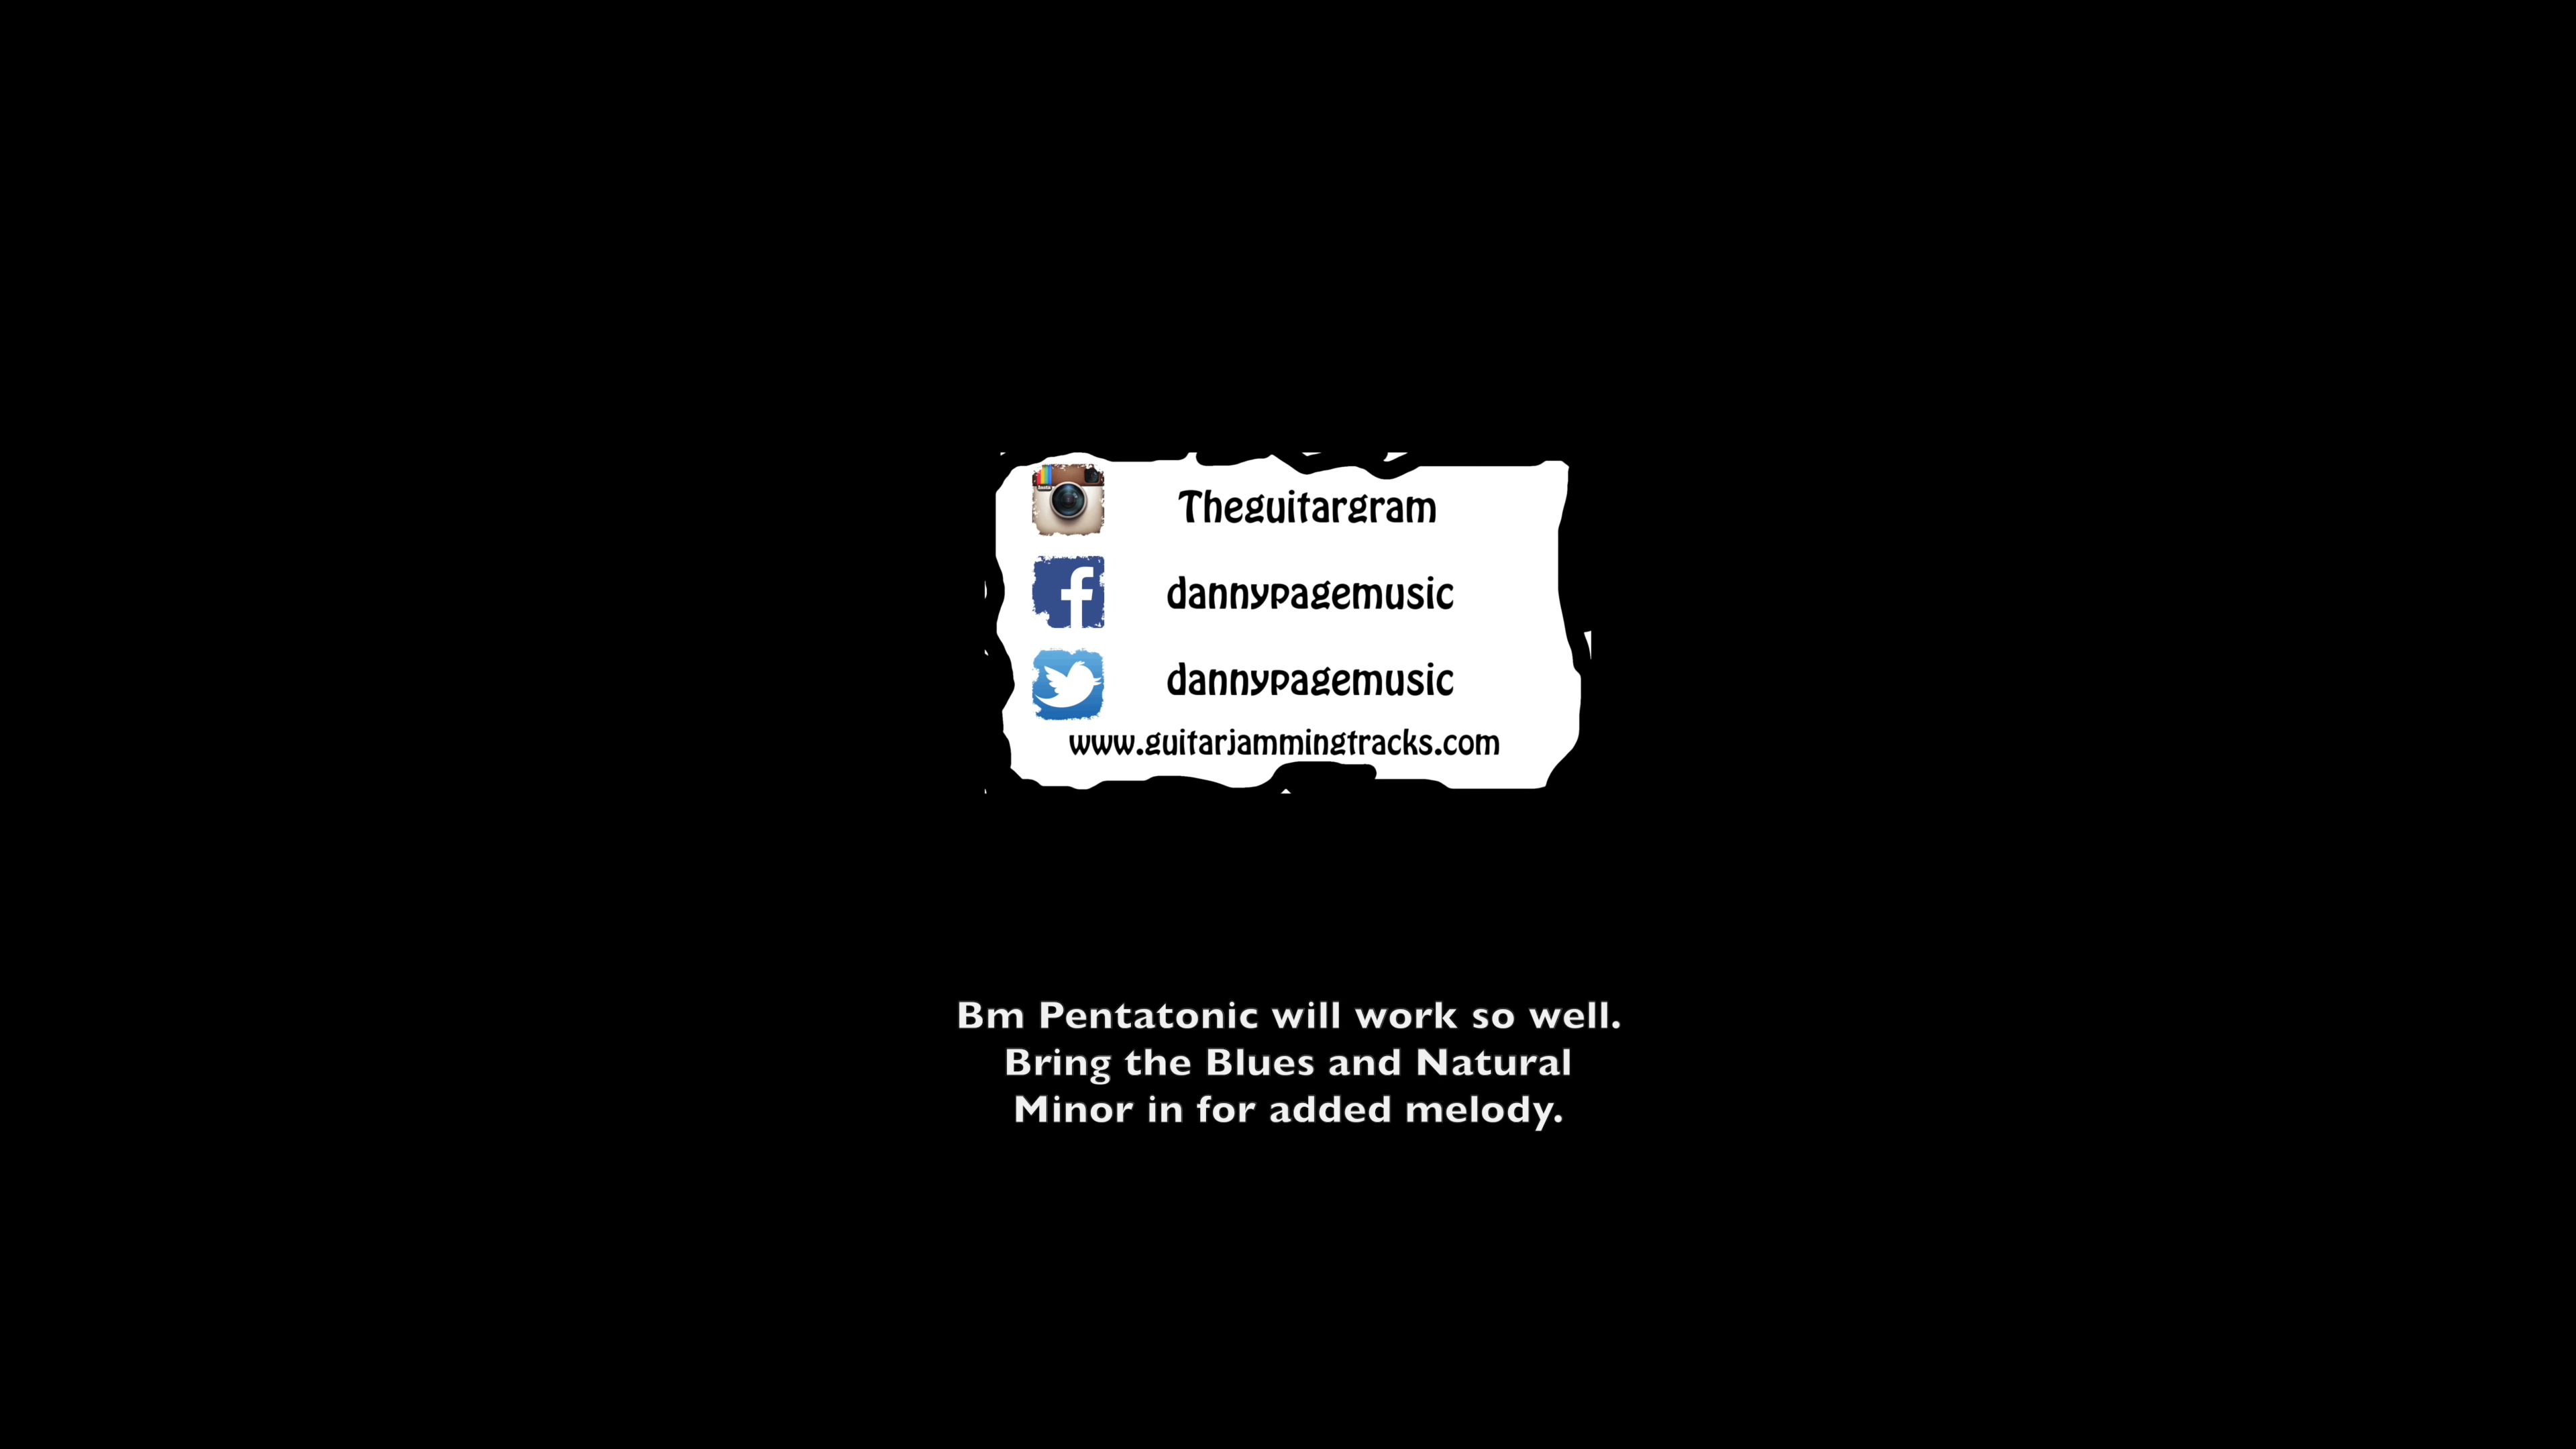 Theguitargram
dannypagemusic
dannypagemusic
www.guitarjammingtracks.com
Bm Pentatonic will work so well.
Bring the Blues and Natural
Minor in for added melody.